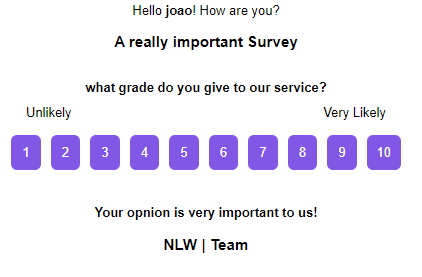 Hello joao! How are you?
A really important Survey
what grade do you give to our service?
Unlikely Very Likely
1 2 3 4 5 6 7 8 9 10
Your opnion is very important to us!
NLW | Team